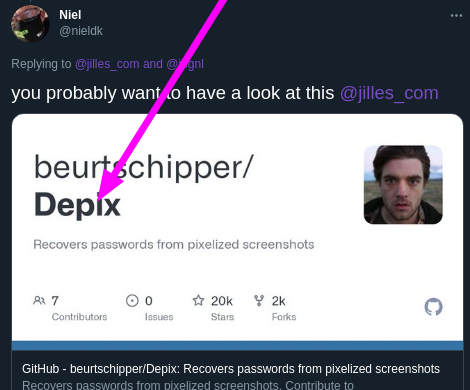 Niel
@nieldk
Replying to @jilles_com and
you probably want to have a look at this @jilles_com
beurtschipper/
Depix
Recovers passwords from pixelized screenshots
7
Contributors
0
Issues
20k
Stars
2k
Forks
GitHub - beurtschipper/Depix: Recovers passwords from pixelized screenshots
Recovers passwords from pixelized screenshots. Contribute to